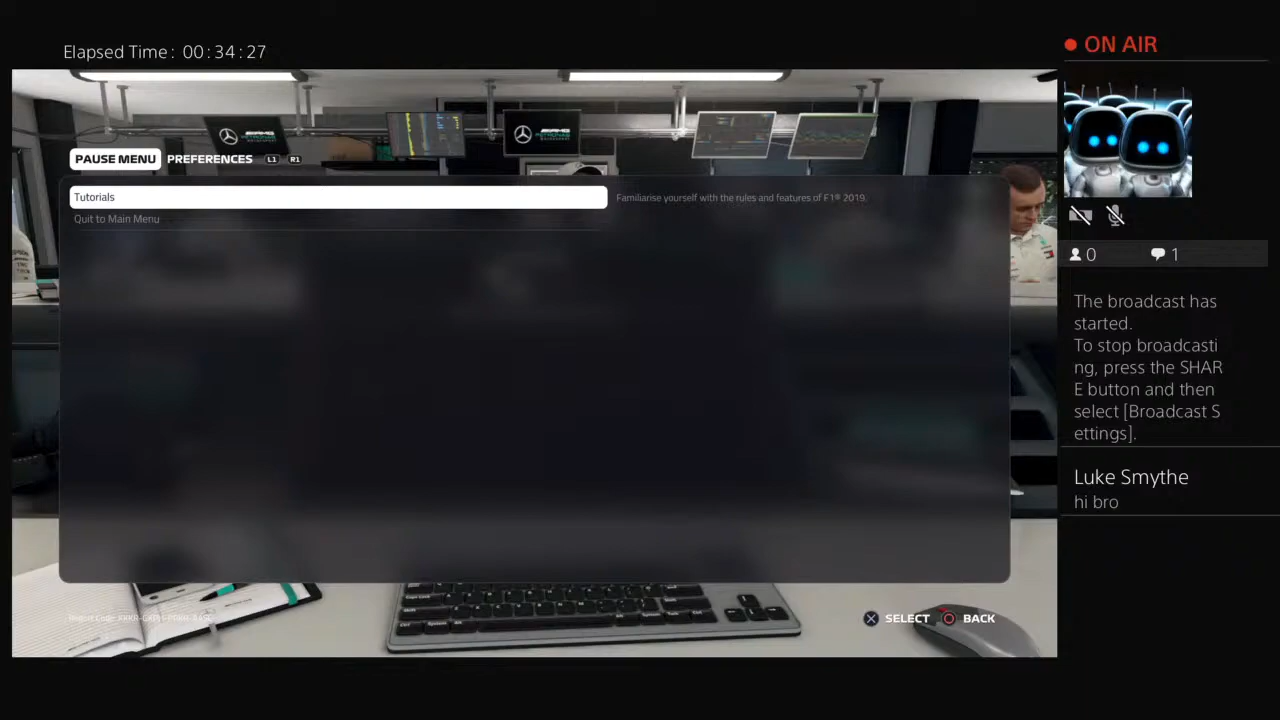 Elapsed Time: 00:34:27
ON AIR
PAUSE MENU PREFERENCES L1 R1
Tutorials
Familiarise yourself with the rules and features of F1® 2019.
Quit to Main Menu
0 1
The broadcast has
started.
To stop broadcasti
ng, press the SHAR
E button and then
select [Broadcast S
ettings].
Luke Smythe
hi bro
SELECT BACK